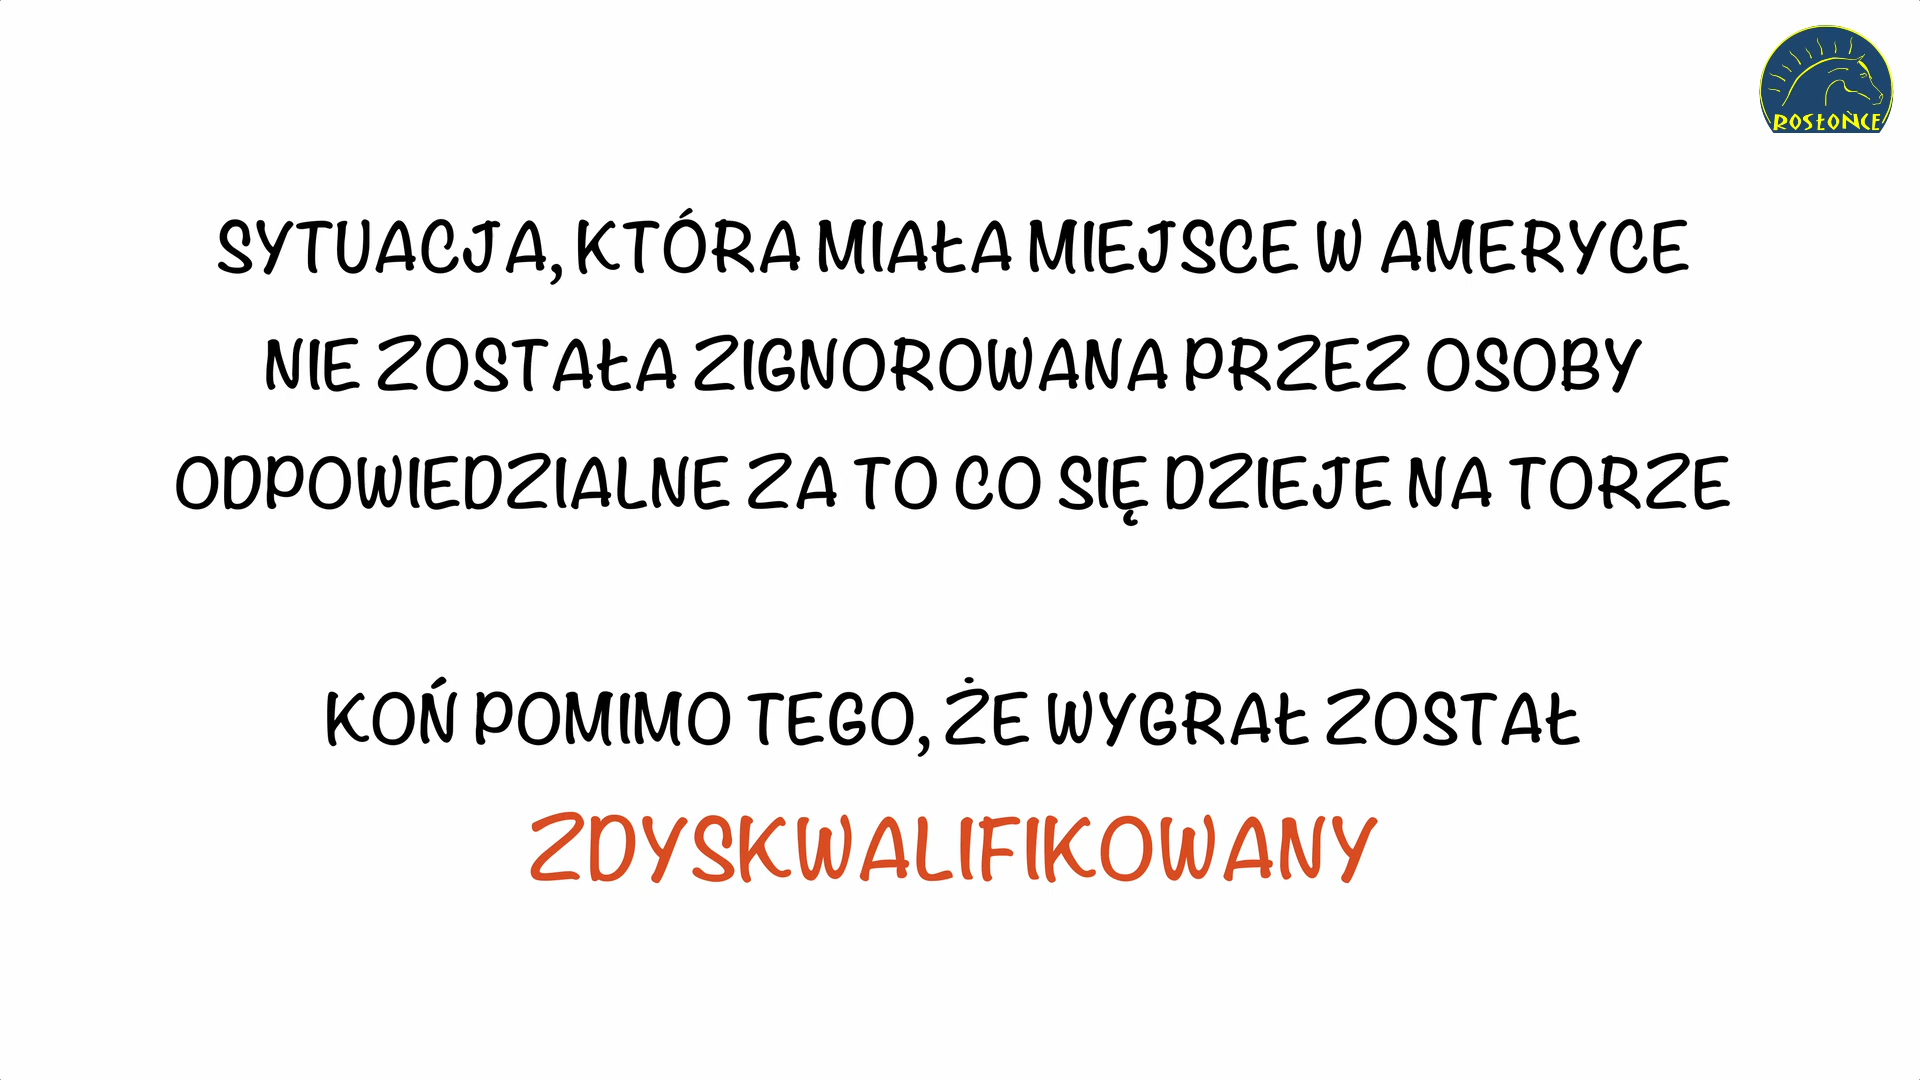 ROSŁOŃCE
SYTUACJA, KTÓRA MIAŁA MIEJSCE W AMERYCE
NIE ZOSTAŁA ZIGNOROWANA PRZEZ OSOBY
ODPOWIEDZIALNE ZA TO CO SIĘ DZIEJE NA TORZE
KOŃ POMIMO TEGO, ŻE WYGRAŁ ZOSTAŁ
ZDYSKWALIFIKOWANY